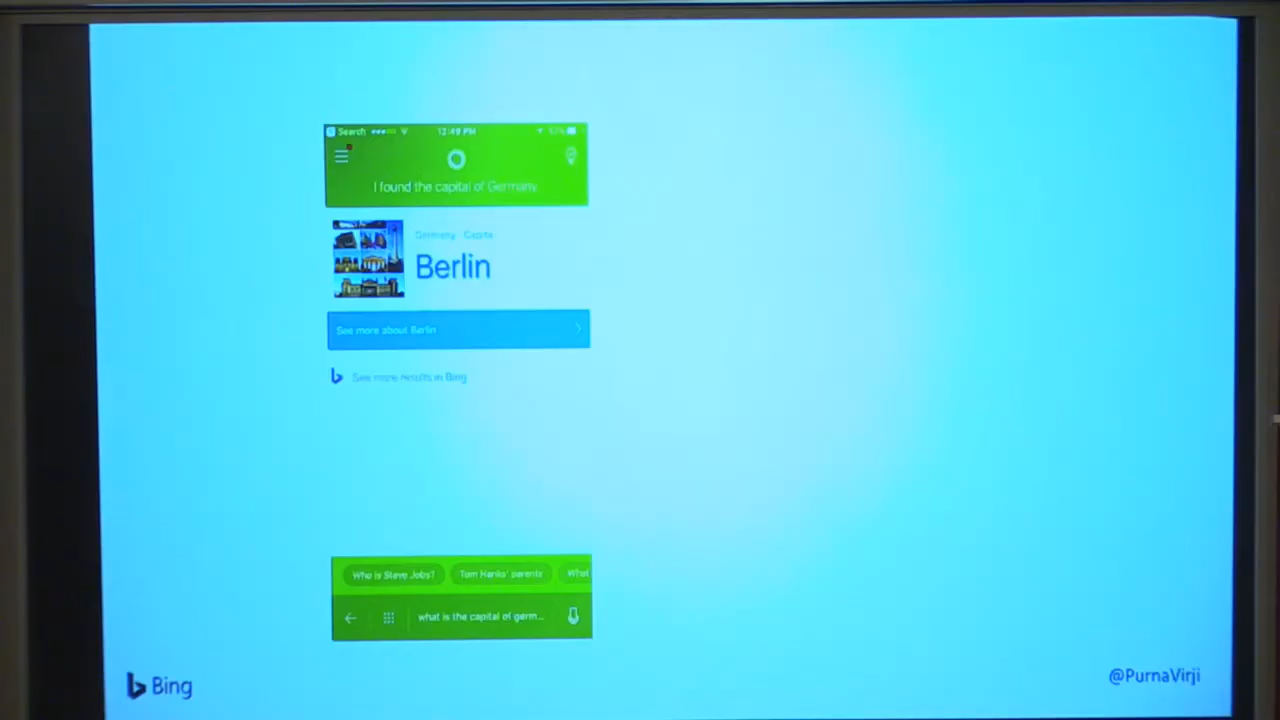 Search 12:49 PM
I found the capital of Germany.
Germany · Capital
Berlin
See more about Berlin
See more results in Bing
Who is Steve Jobs? Tom Hanks' parents What
what is the capital of germ...
Bing
@PurnaVirji